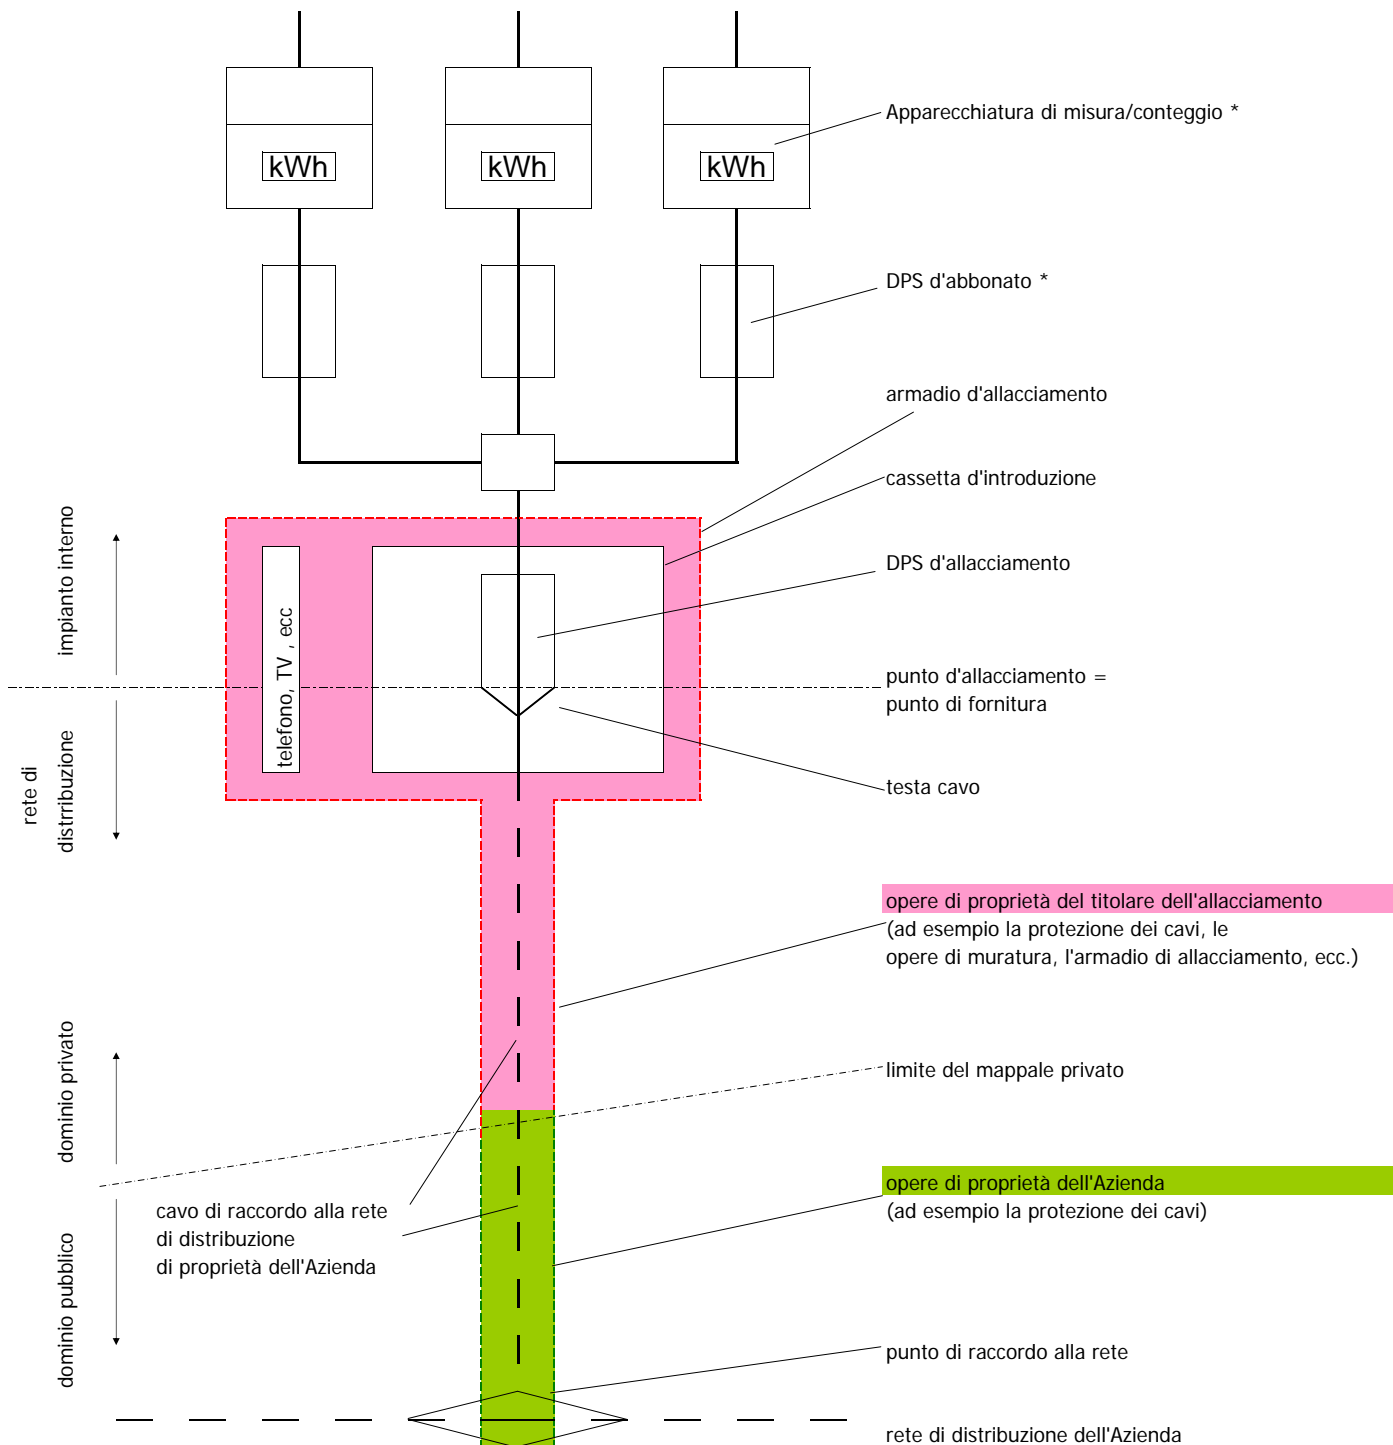 kWh
kWh
kWh
Apparecchiatura di misura/conteggio *
DPS d'abbonato *
armadio d'allacciamento
cassetta d'introduzione
DPS d'allacciamento
punto d'allacciamento =
punto di fornitura
testa cavo
impianto interno
rete di
distrribuzione
telefono, TV , ecc
opere di proprietà del titolare dell'allacciamento
(ad esempio la protezione dei cavi, le
opere di muratura, l'armadio di allacciamento, ecc.)
dominio privato
limite del mappale privato
dominio pubblico
cavo di raccordo alla rete
di distribuzione
di proprietà dell'Azienda
opere di proprietà dell'Azienda
(ad esempio la protezione dei cavi)
punto di raccordo alla rete
rete di distribuzione dell'Azienda